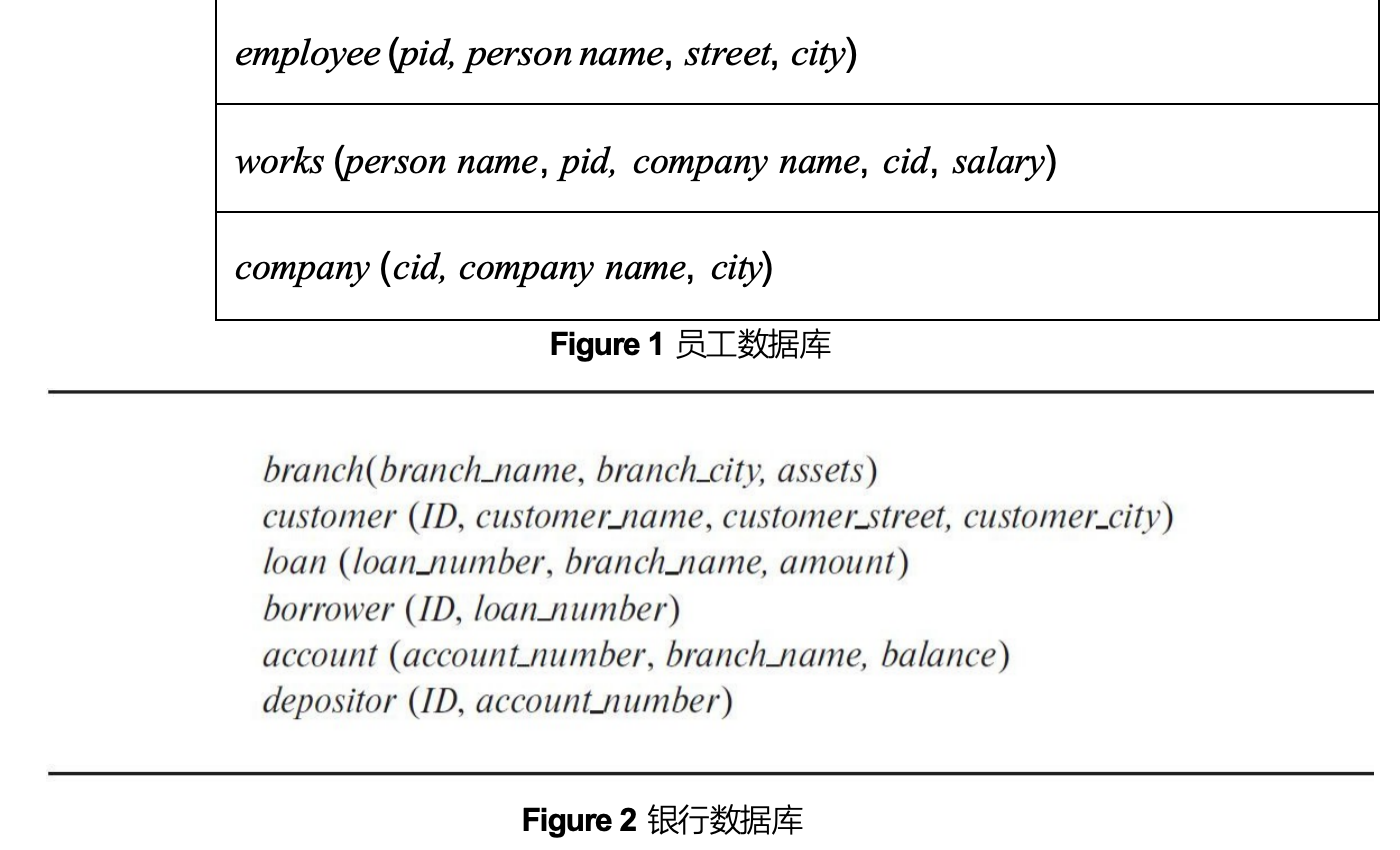 employee (pid, person name, street, city)
works (person name, pid, company name, cid, salary)
company (cid, company name, city)
Figure 1 员工数据库
branch(branch_name, branch_city, assets)
customer (ID, customer_name, customer_street, customer_city)
loan (loan_number, branch_name, amount)
borrower (ID, loan_number)
account (account_number, branch_name, balance)
depositor (ID, account_number)
Figure 2 银行数据库